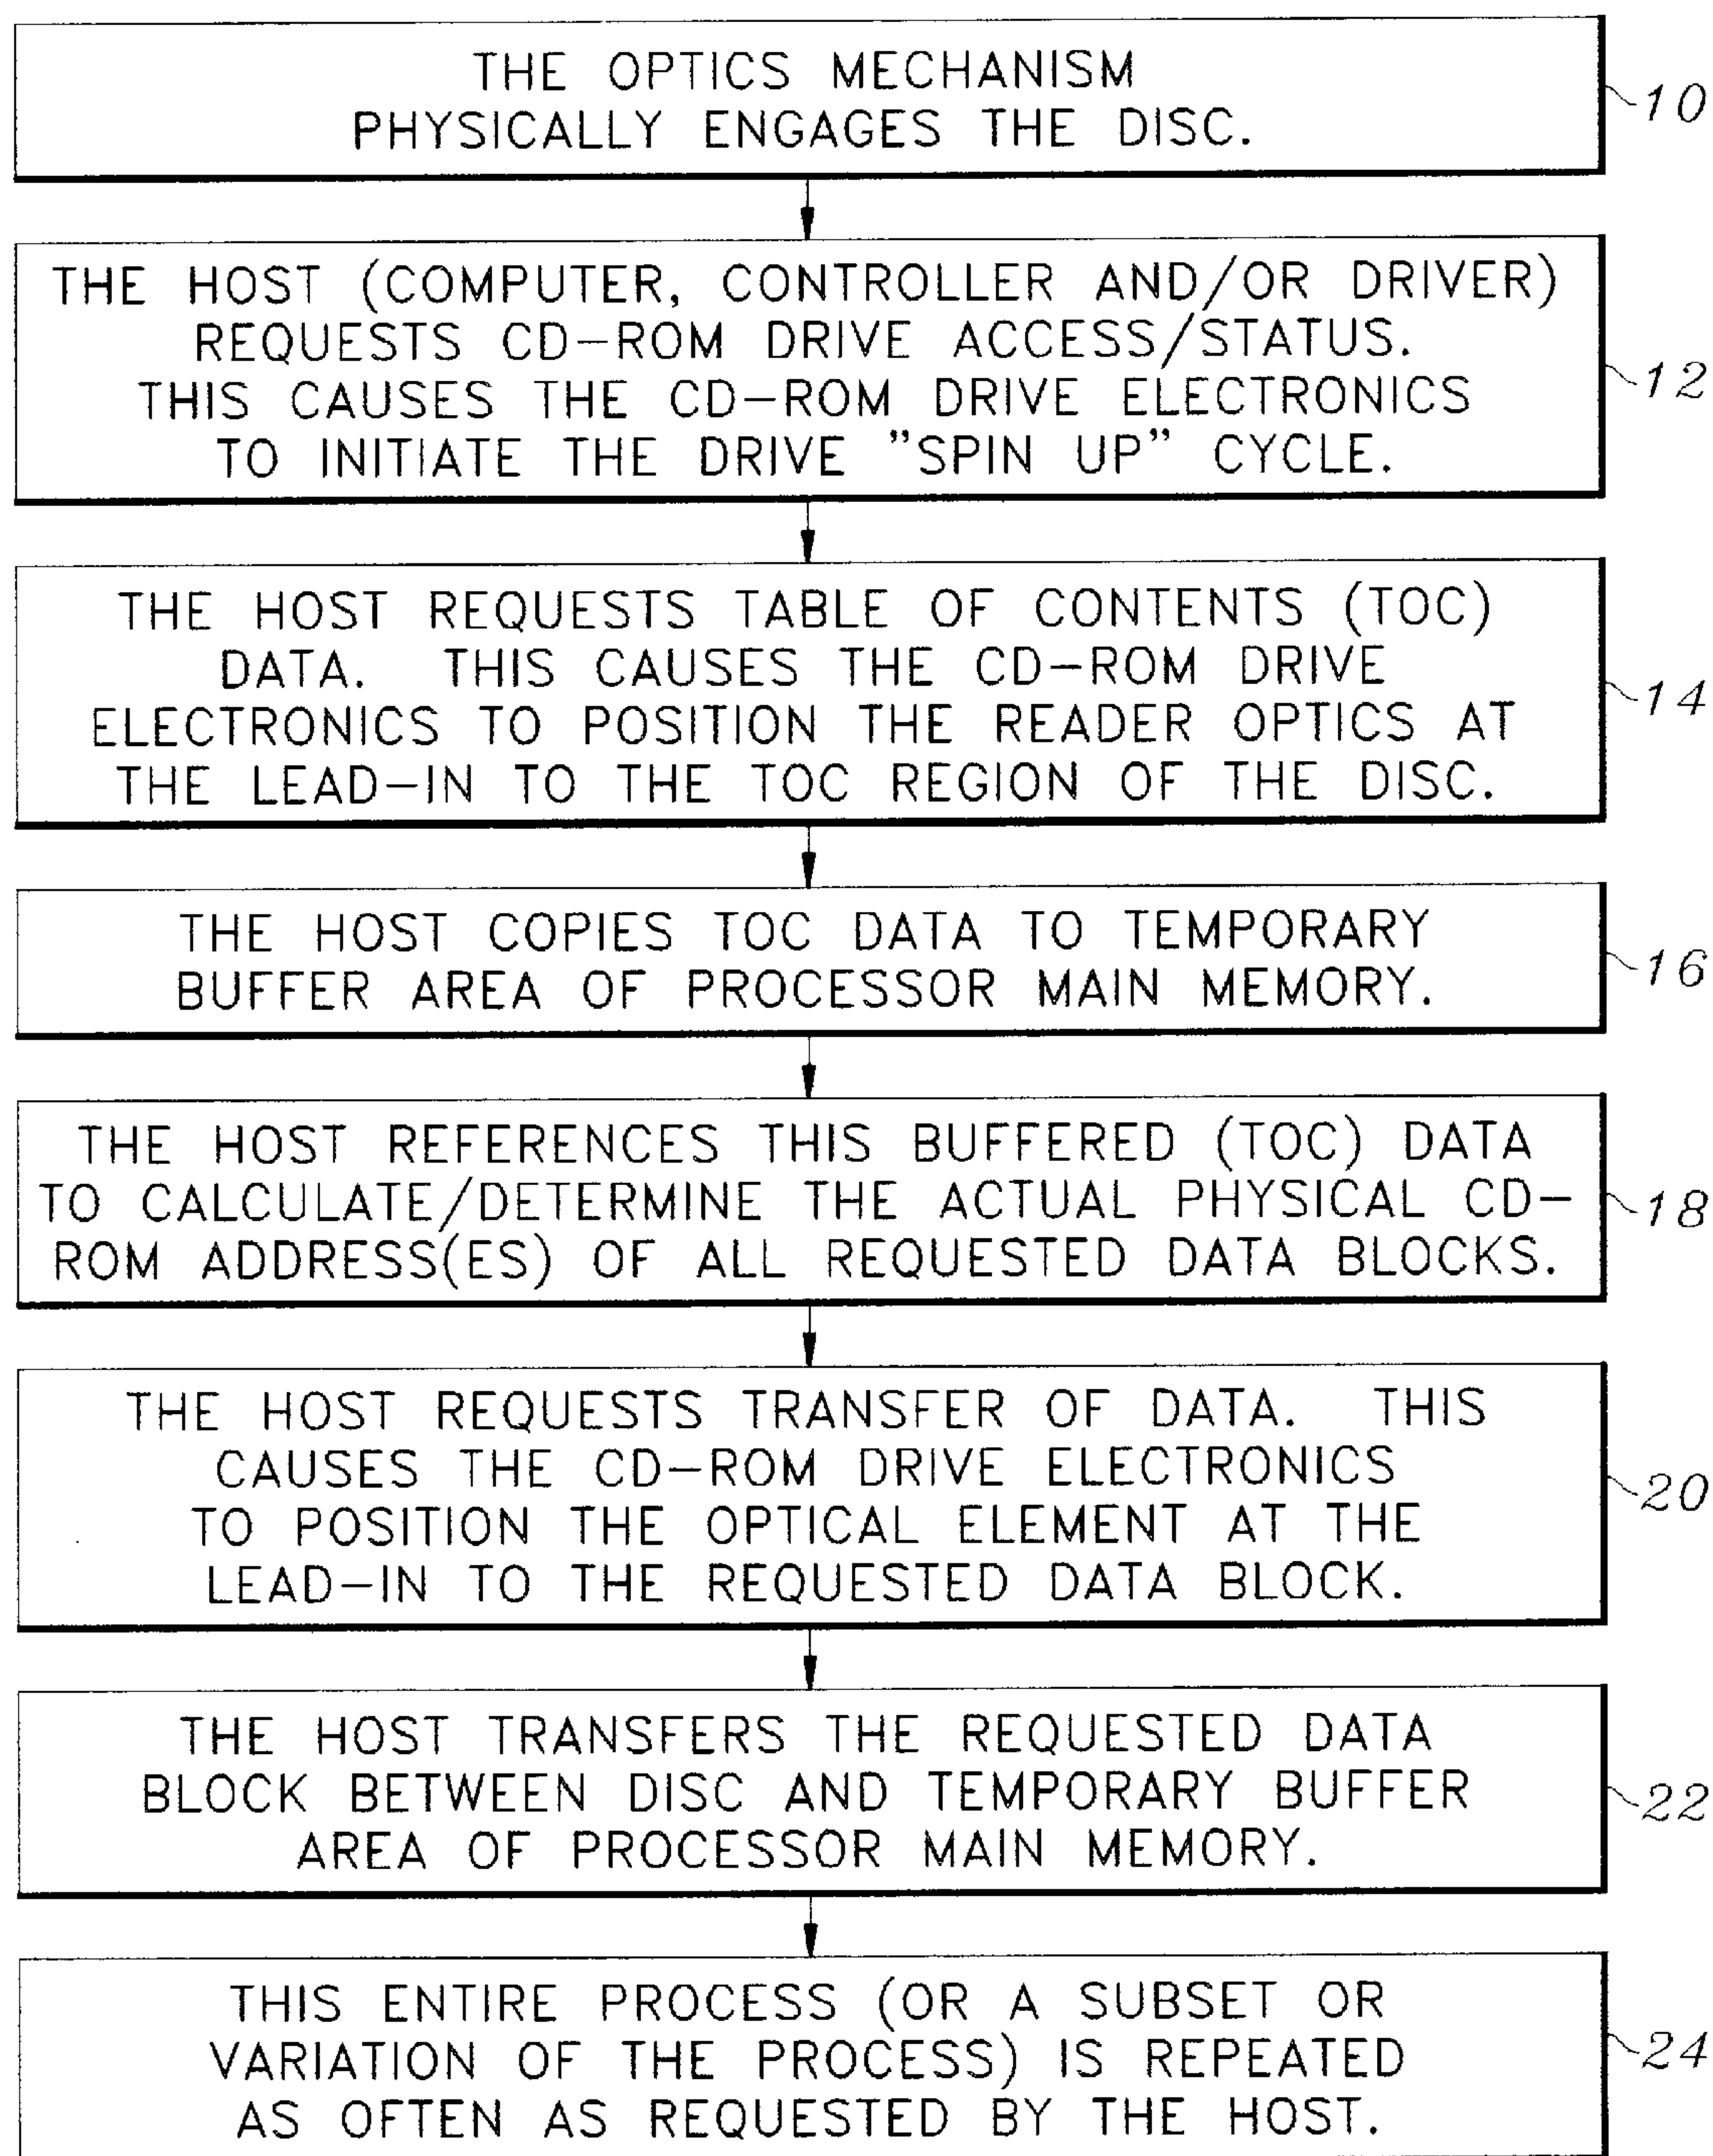 THE OPTICS MECHANISM
PHYSICALLY ENGAGES THE DISC.
10
THE HOST (COMPUTER, CONTROLLER AND/OR DRIVER)
REQUESTS CD-ROM DRIVE ACCESS/STATUS.
THIS CAUSES THE CD-ROM DRIVE ELECTRONICS
TO INITIATE THE DRIVE "SPIN UP" CYCLE.
12
THE HOST REQUESTS TABLE OF CONTENTS (TOC)
DATA. THIS CAUSES THE CD-ROM DRIVE
ELECTRONICS TO POSITION THE READER OPTICS AT
THE LEAD-IN TO THE TOC REGION OF THE DISC.
14
THE HOST COPIES TOC DATA TO TEMPORARY
BUFFER AREA OF PROCESSOR MAIN MEMORY.
16
THE HOST REFERENCES THIS BUFFERED (TOC) DATA
TO CALCULATE/DETERMINE THE ACTUAL PHYSICAL CD-
ROM ADDRESS(ES) OF ALL REQUESTED DATA BLOCKS.
18
THE HOST REQUESTS TRANSFER OF DATA. THIS
CAUSES THE CD-ROM DRIVE ELECTRONICS
TO POSITION THE OPTICAL ELEMENT AT THE
LEAD-IN TO THE REQUESTED DATA BLOCK.
20
THE HOST TRANSFERS THE REQUESTED DATA
BLOCK BETWEEN DISC AND TEMPORARY BUFFER
AREA OF PROCESSOR MAIN MEMORY.
22
THIS ENTIRE PROCESS (OR A SUBSET OR
VARIATION OF THE PROCESS) IS REPEATED
AS OFTEN AS REQUESTED BY THE HOST.
24